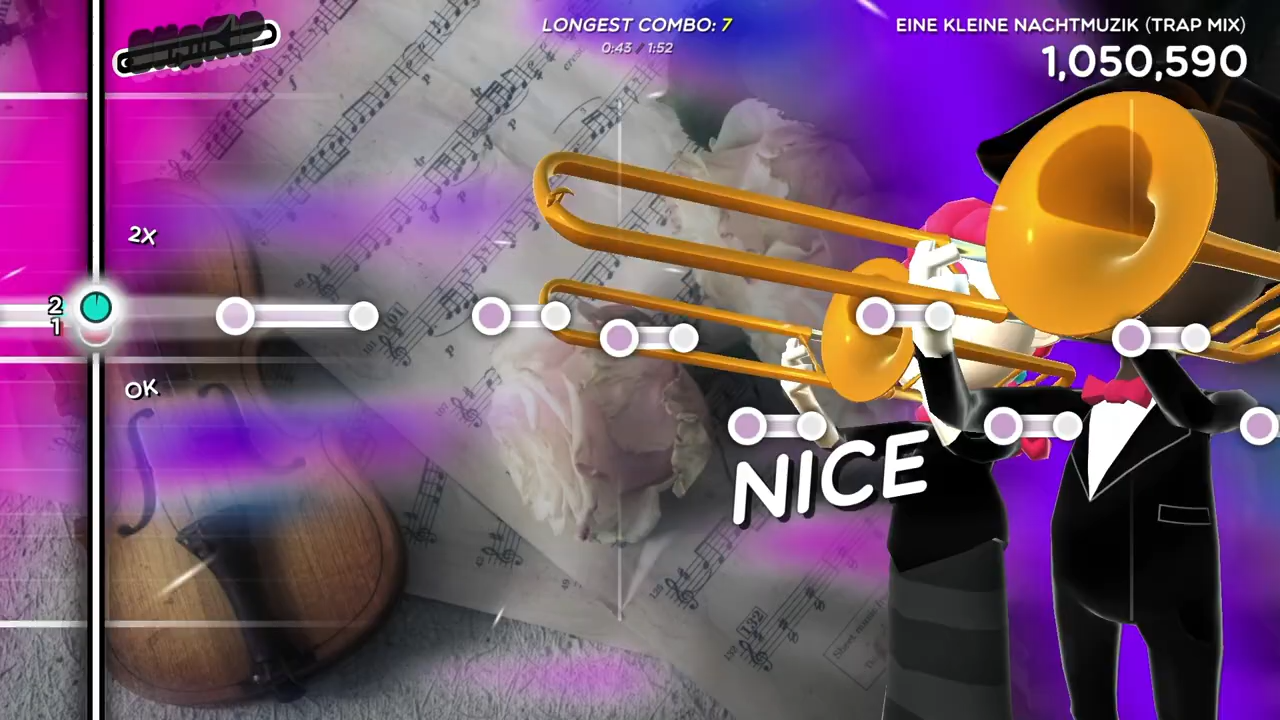 LONGEST COMBO: 7
0:43 / 1:52
EINE KLEINE NACHTMUZIK (TRAP MIX)
1,050,590
2X
2
1
OK
NICE
132